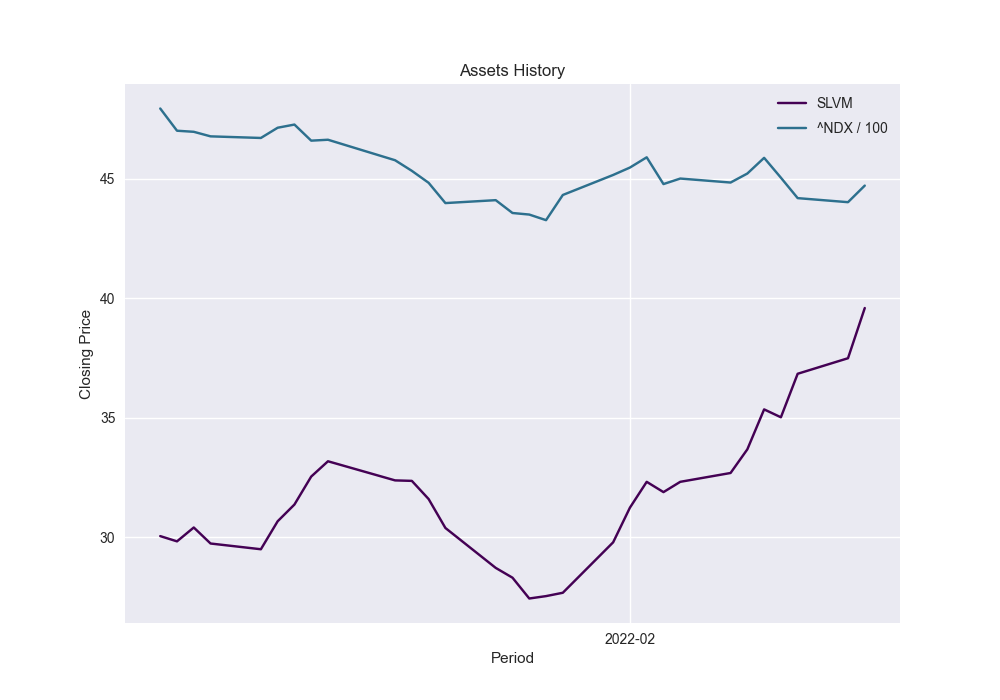 Assets History
SLVM
^NDX / 100
45
40
35
30
Closing Price
2022-02
Period